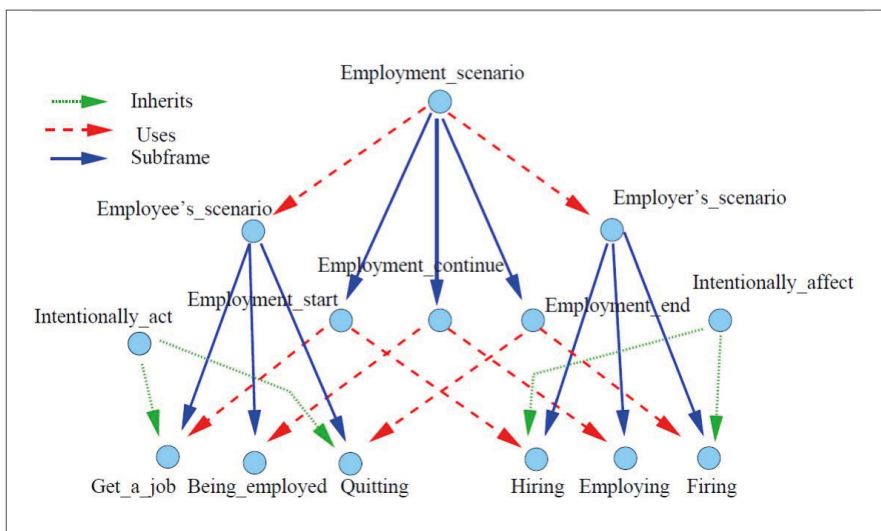 Employment_scenario
Inherits
Uses
Subframe
Employee's_scenario
Employer's_scenario
Employment_continue
Intentionally_affect
Employment_start
Employment_end
Intentionally_act
Get_a_job
Being_employed
Quitting
Hiring
Employing
Firing